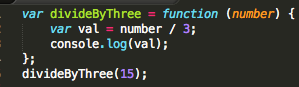 var divideByThree = function (number) {
    var val = number / 3;
    console.log(val);
};
divideByThree(15);